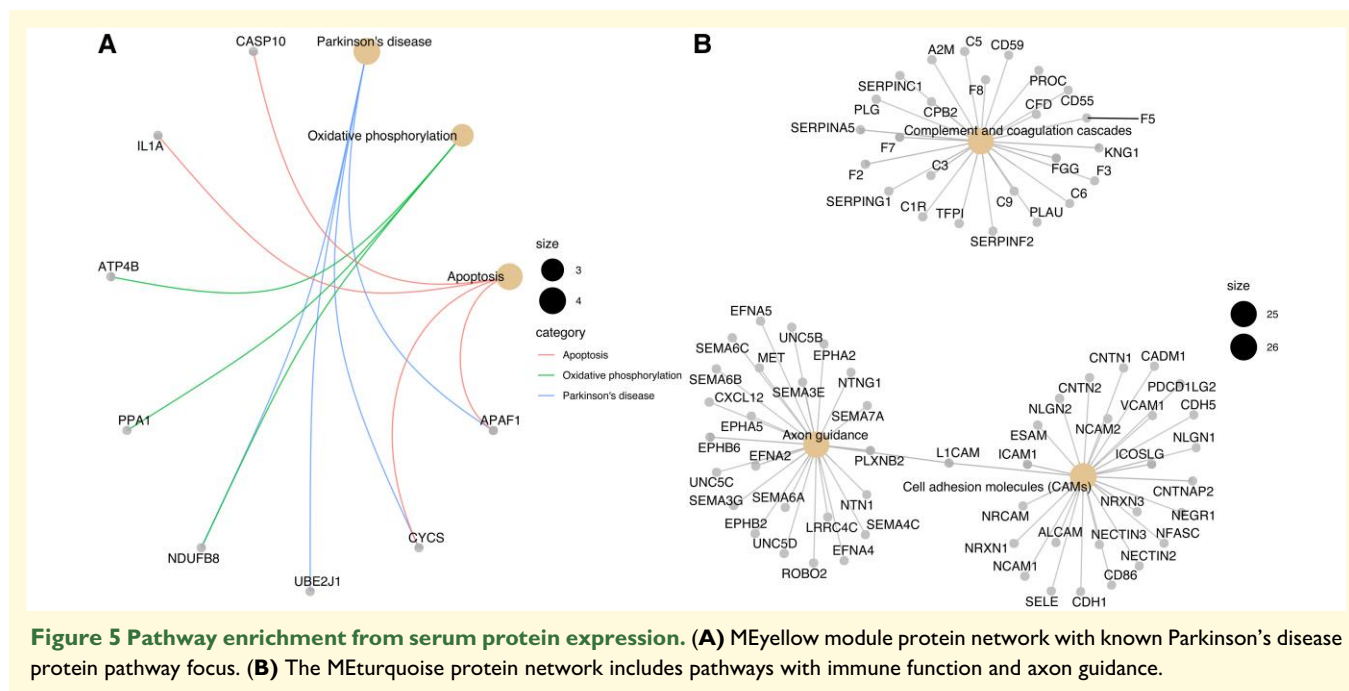 A
CASP10
Parkinson's disease
IL1A
Oxidative phosphorylation
ATP4B
Apoptosis
PPA1
APAF1
NDUFB8
CYCS
UBE2J1
size
3
4
category
Apoptosis
Oxidative phosphorylation
Parkinson's disease
B
C5
CD59
A2M
PROC
SERPINC1
F8
CD55
PLG
CPB2
CFD
F5
SERPINA5
Complement and coagulation cascades
F7
KNG1
F2
C3
FGG
F3
SERPING1
C1R
TFPI
C9
PLAU
C6
SERPINF2
EFNA5
UNC5B
SEMA6C
MET
EPHA2
SEMA6B
SEMA3E
NTNG1
CXCL12
SEMA7A
EPHA5
Axon guidance
EPHB6
EFNA2
PLXNB2
L1CAM
UNC5C
SEMA3G
SEMA6A
NTN1
EPHB2
LRRC4C
SEMA4C
UNC5D
EFNA4
ROBO2
CNTN1
CADM1
CNTN2
PDCD1LG2
NLGN2
VCAM1
CDH5
ESAM
NCAM2
NLGN1
ICAM1
ICOSLG
Cell adhesion molecules (CAMs)
CNTNAP2
NRXN3
NRCAM
NEGR1
ALCAM
NECTIN3
NFASC
NRXN1
NECTIN2
NCAM1
CD86
SELE
CDH1
size
25
26
Figure 5 Pathway enrichment from serum protein expression. (A) MEyellow module protein network with known Parkinson's disease
protein pathway focus. (B) The MEturquoise protein network includes pathways with immune function and axon guidance.